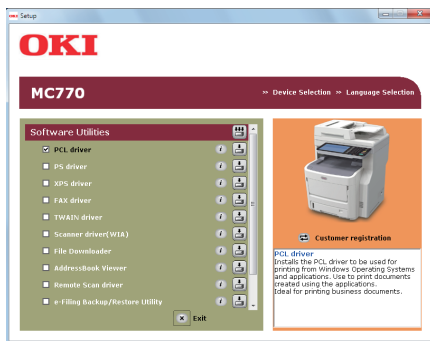 Setup
OKI
MC770
» Device Selection » Language Selection
Software Utilities
PCL driver
PS driver
XPS driver
FAX driver
TWAIN driver
Scanner driver(WIA)
File Downloader
AddressBook Viewer
Remote Scan driver
e-Filing Backup/Restore Utility
Exit
Customer registration
PCL driver
Installs the PCL driver to be used for
printing from Windows Operating Systems
and applications. Use to print documents
created using the applications.
Ideal for printing business documents.